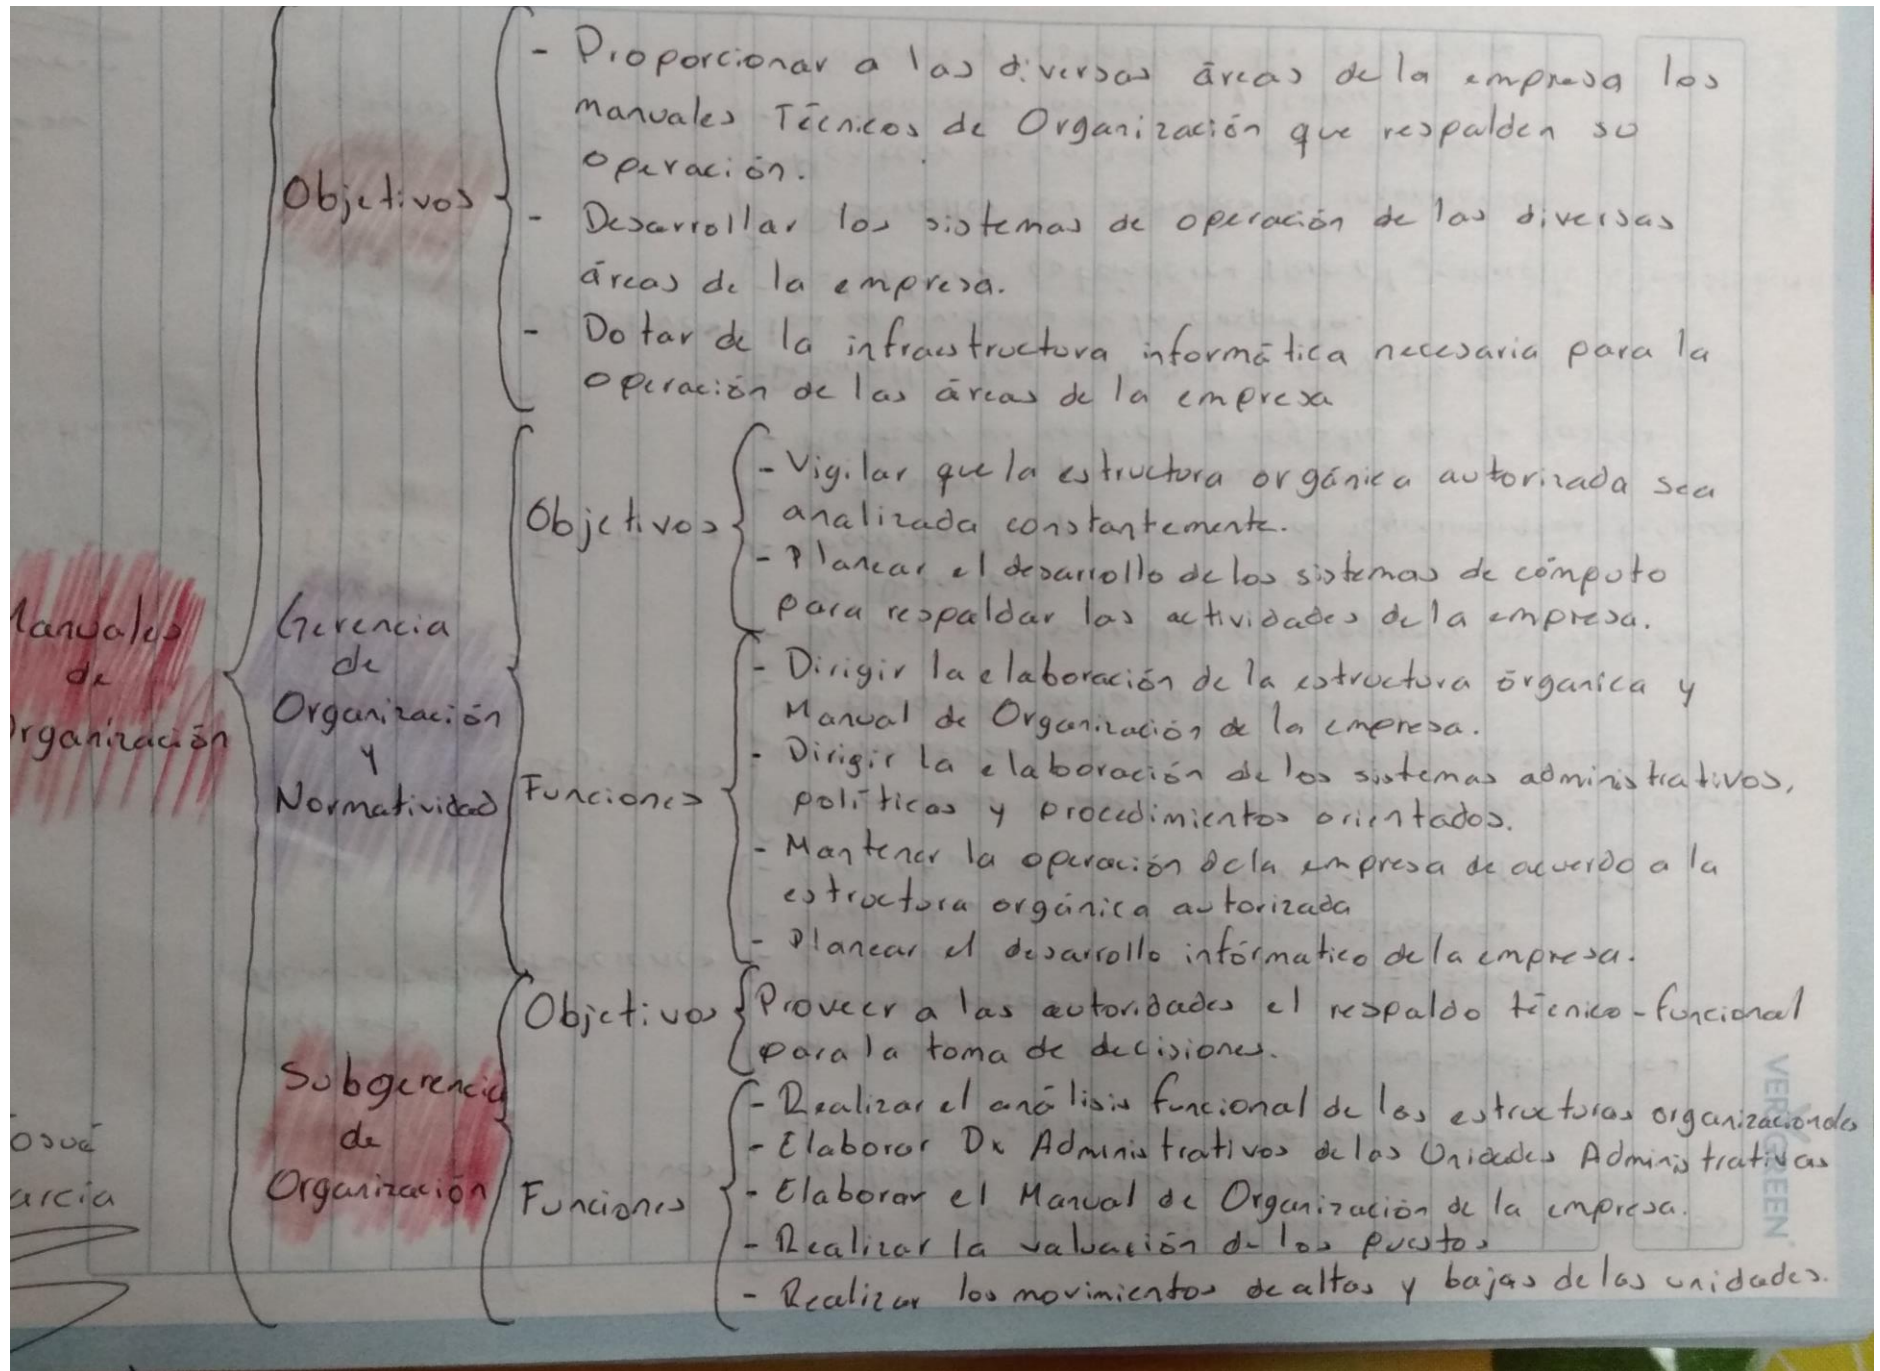 Manuales
de
Organización
Objetivos
- Proporcionar a las diversas áreas de la empresa los
manuales Técnicos de Organización que respalden su
operación.
- Desarrollar los sistemas de operación de las diversas
áreas de la empresa.
- Dotar de la infraestructura informática necesaria para la
operación de las áreas de la empresa
Gerencia
de
Organización
y
Normatividad
Objetivos
- Vigilar que la estructura orgánica autorizada sea
analizada constantemente.
- Planear el desarrollo de los sistemas de cómputo
para respaldar las actividades de la empresa.
Funciones
- Dirigir la elaboración de la estructura órganica y
Manual de Organización de la empresa.
- Dirigir la elaboración de los sistemas administrativos,
políticas y procedimientos orientados.
- Mantener la operación de la empresa de acuerdo a la
estructura orgánica autorizada
- Planear el desarrollo infórmatico de la empresa.
Subgerencia
de
Organización
Objetivos
Proveer a las autoridades el respaldo técnico-funcional
para la toma de decisiones.
Funciones
- Realizar el análisis funcional de las estructuras organizacionales
- Elaborar Dx Administrativos de las Unidades Administrativas
- Elaborar el Manual de Organización de la empresa.
- Realizar la valuación de los puestos
- Realizar los movimientos de altas y bajas de las unidades.
osué
arcía
VERGREEN